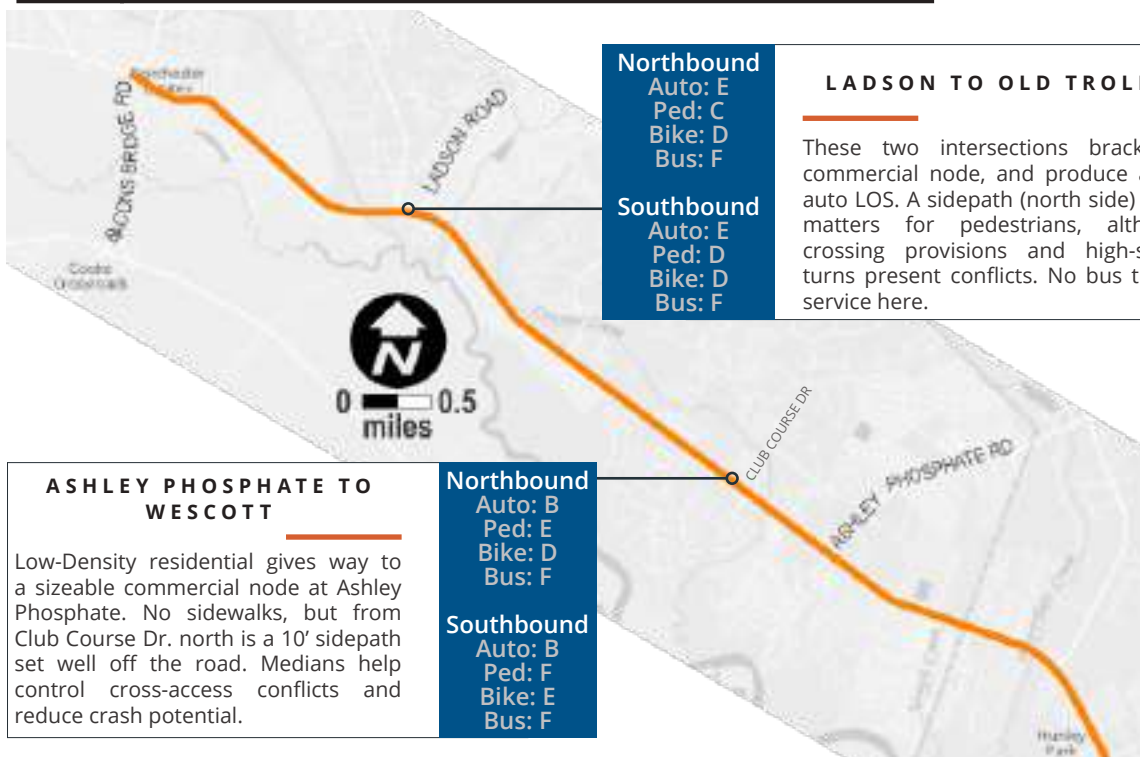 BACONS BRIDGE RD
LADSON ROAD
Northbound
Auto: E
Ped: C
Bike: D
Bus: F
Southbound
Auto: E
Ped: D
Bike: D
Bus: F
LADSON TO OLD TROL
These two intersections brack
commercial node, and produce
auto LOS. A sidepath (north side)
matters for pedestrians, alth
crossing provisions and high-s
turns present conflicts. No bus t
service here.
N
0 0.5
miles
CLUB COURSE DR
ASHLEY PHOSPHATE RD
ASHLEY PHOSPHATE TO
WESCOTT
Low-Density residential gives way to
a sizeable commercial node at Ashley
Phosphate. No sidewalks, but from
Club Course Dr. north is a 10’ sidepath
set well off the road. Medians help
control cross-access conflicts and
reduce crash potential.
Northbound
Auto: B
Ped: E
Bike: D
Bus: F
Southbound
Auto: B
Ped: F
Bike: E
Bus: F
Park